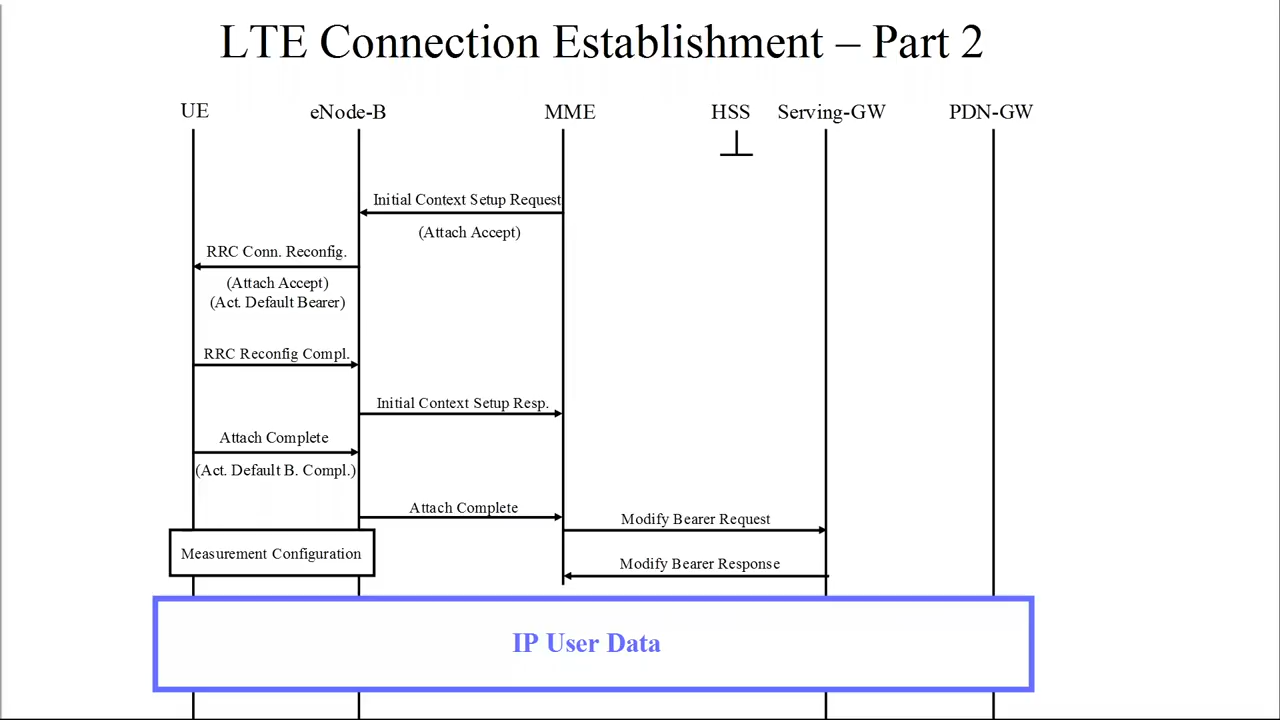 LTE Connection Establishment – Part 2
UE
eNode-B
MME
HSS
Serving-GW
PDN-GW
Initial Context Setup Request
(Attach Accept)
RRC Conn. Reconfig.
(Attach Accept)
(Act. Default Bearer)
RRC Reconfig Compl.
Initial Context Setup Resp.
Attach Complete
(Act. Default B. Compl.)
Attach Complete
Modify Bearer Request
Measurement Configuration
Modify Bearer Response
IP User Data